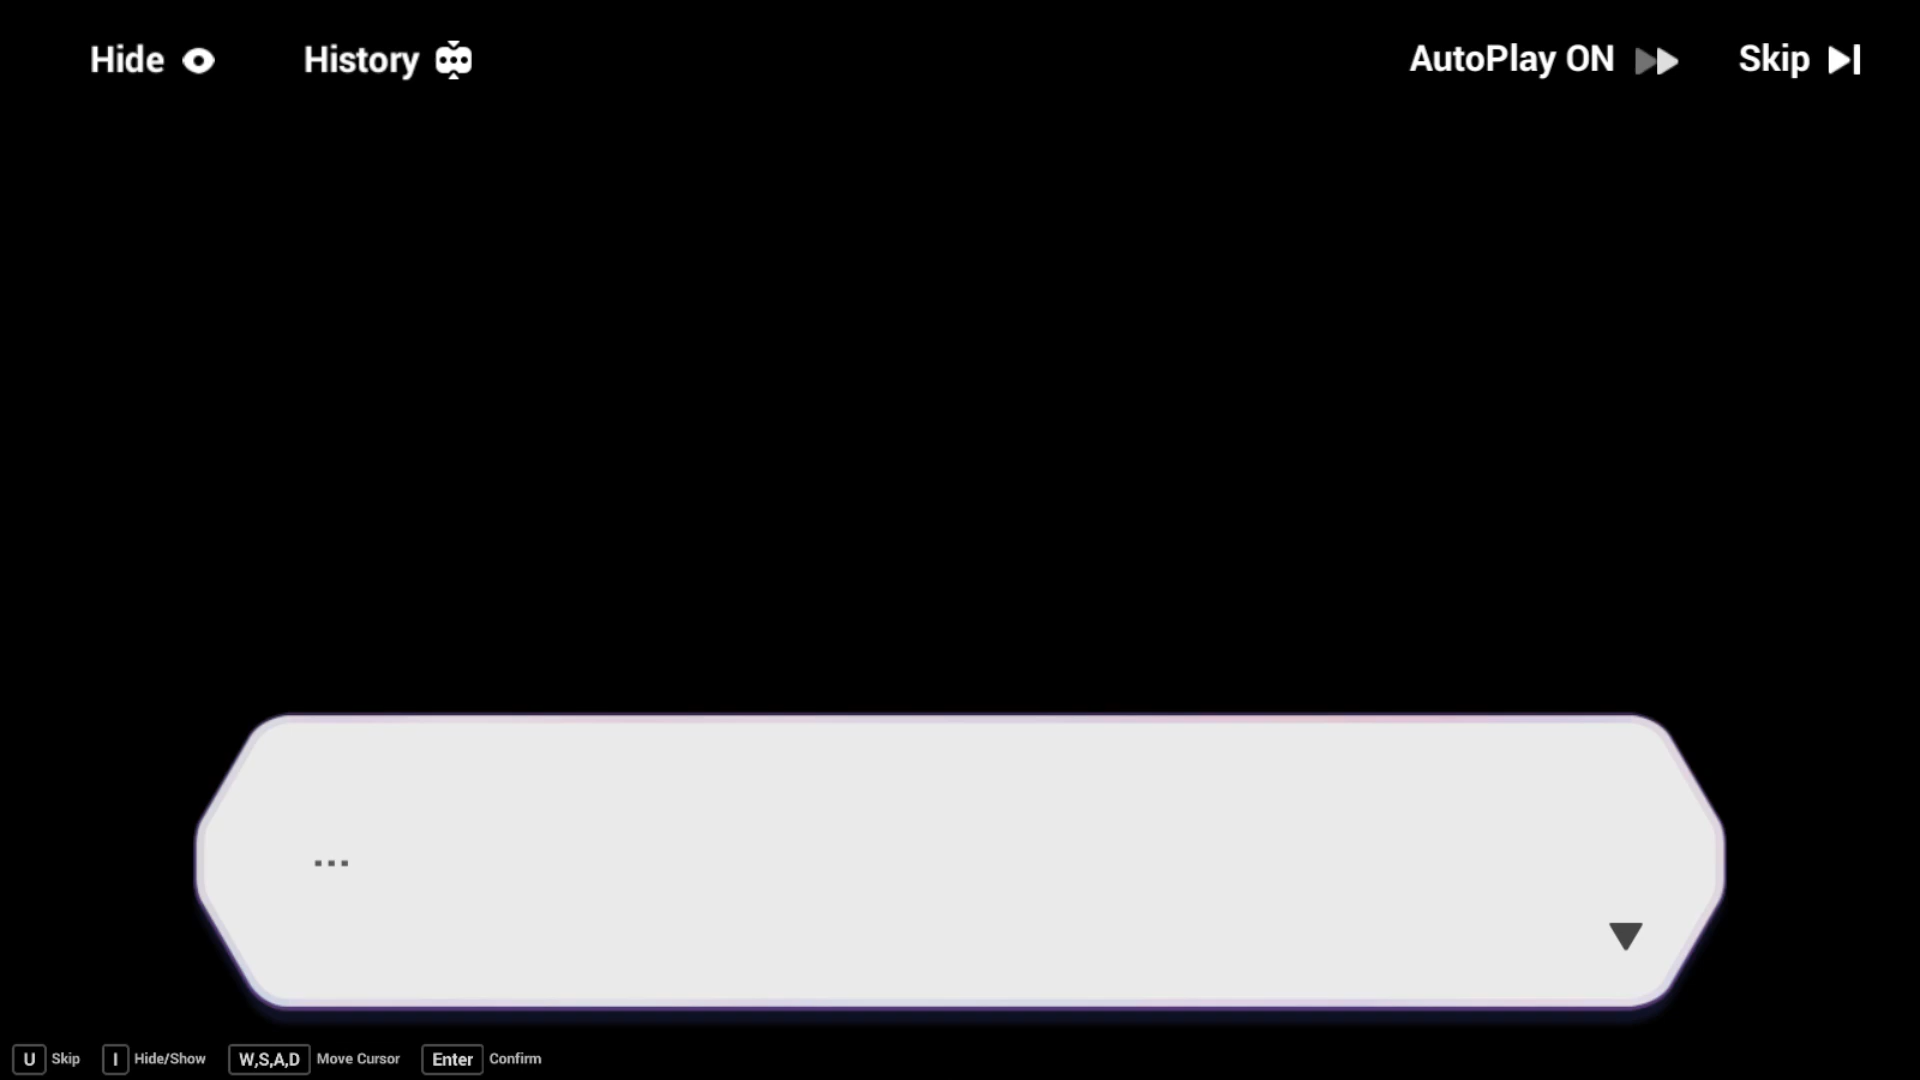 Hide
History
AutoPlay ON
Skip
...
U Skip
I Hide/Show
W,S,A,D Move Cursor
Enter Confirm